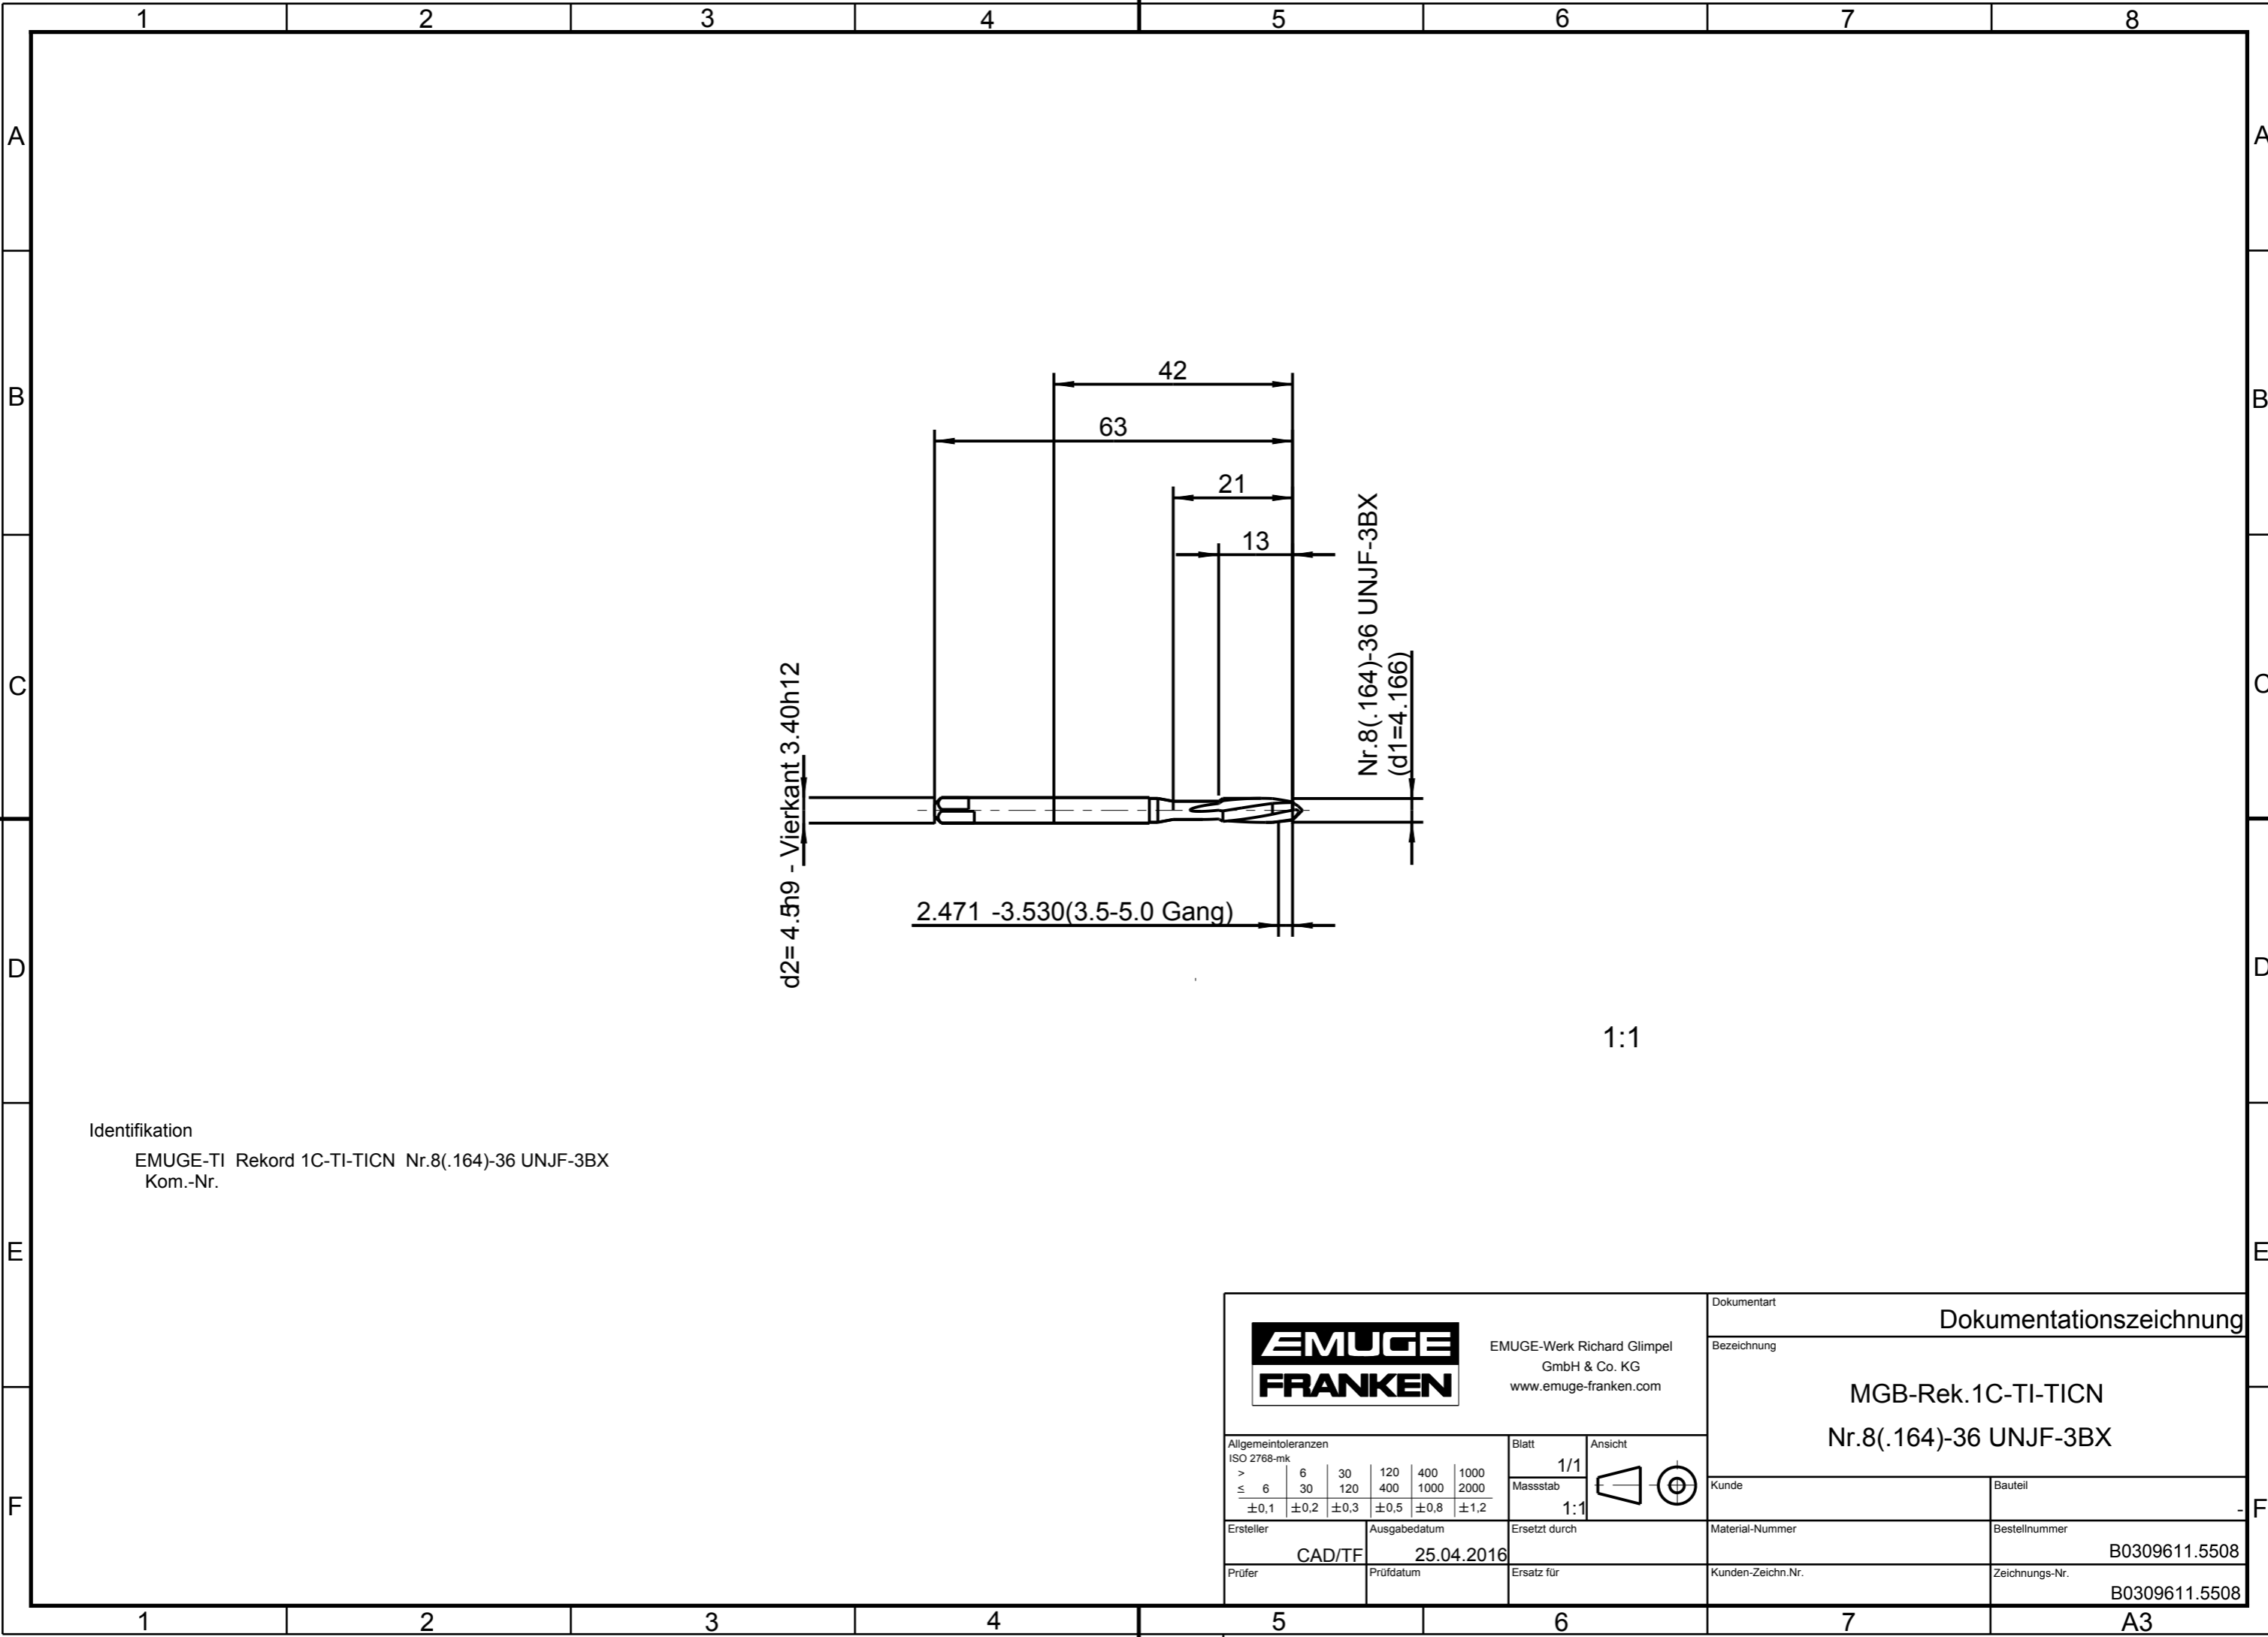 1 2 3 4 5 6 7 8
A A
B B
C C
D D
E E
F F
42
63
21
13
Nr.8(.164)-36 UNJF-3BX
(d1=4.166)
d2= 4.5h9 - Vierkant 3.40h12
2.471 -3.530(3.5-5.0 Gang)
1:1
Identifikation
EMUGE-TI Rekord 1C-TI-TICN Nr.8(.164)-36 UNJF-3BX
Kom.-Nr.
EMUGE
FRANKEN
EMUGE-Werk Richard Glimpel
GmbH & Co. KG
www.emuge-franken.com
Dokumentart
Dokumentationszeichnung
Bezeichnung
MGB-Rek.1C-TI-TICN
Nr.8(.164)-36 UNJF-3BX
Allgemeintoleranzen
ISO 2768-mk
> 6 30 120 400 1000
≤ 6 30 120 400 1000 2000
±0,1 ±0,2 ±0,3 ±0,5 ±0,8 ±1,2
Blatt
1/1
Ansicht
Massstab
1:1
Kunde
Bauteil
-
Ersteller
CAD/TF
Ausgabedatum
25.04.2016
Ersetzt durch
Material-Nummer
Bestellnummer
B0309611.5508
Prüfer
Prüfdatum
Ersatz für
Kunden-Zeichn.Nr.
Zeichnungs-Nr.
B0309611.5508
1 2 3 4 5 6 7 A3